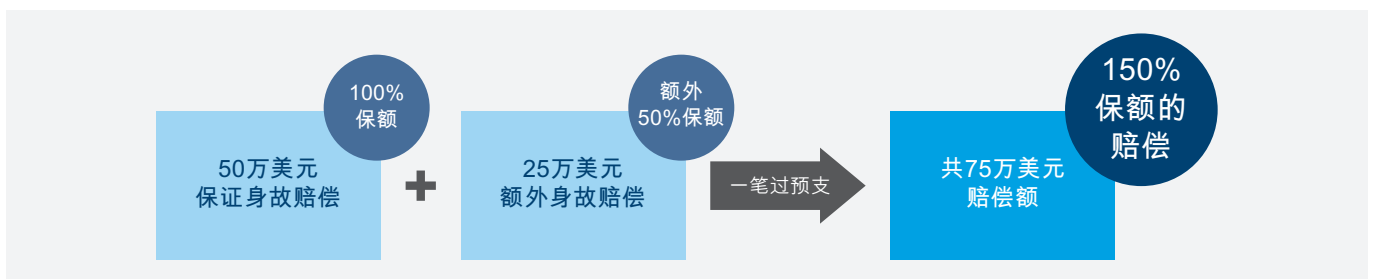 100%
保额
50万美元
保证身故赔偿
额外
50%保额
25万美元
额外身故赔偿
一笔过预支
150%
保额的
赔偿
共75万美元
赔偿额